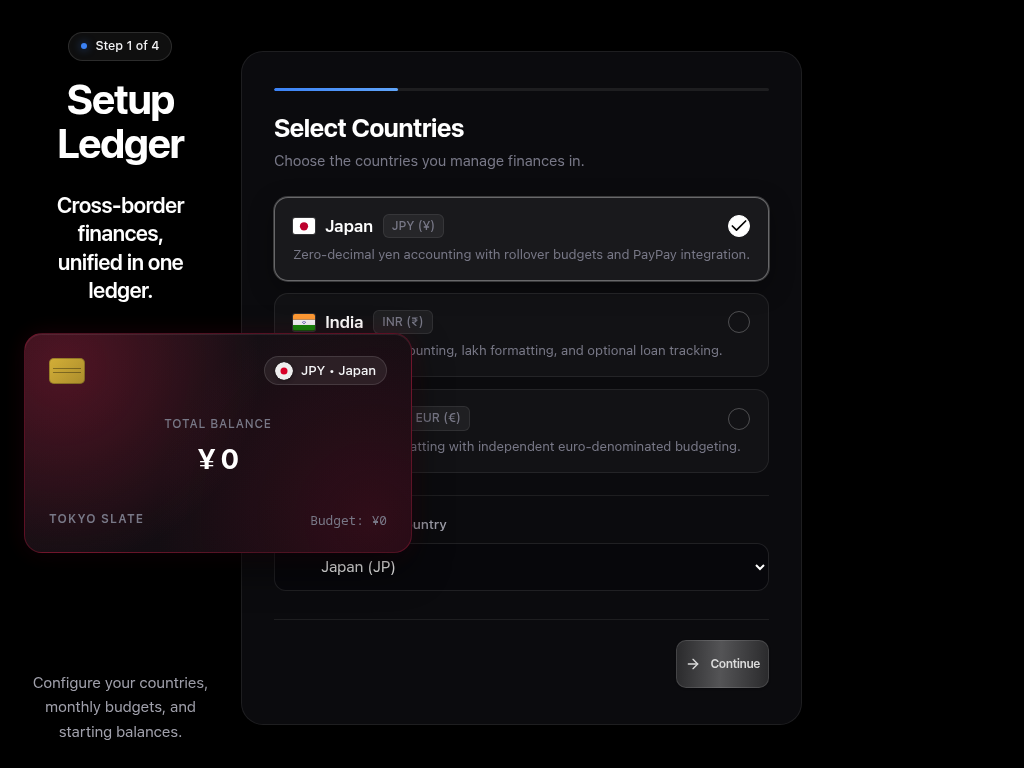 Step 1 of 4
Setup
Ledger
Cross-border
finances,
unified in one
ledger.
JPY • Japan
TOTAL BALANCE
¥0
TOKYO SLATE
Budget: ¥0
Configure your countries,
monthly budgets, and
starting balances.
Select Countries
Choose the countries you manage finances in.
Japan JPY (¥)
Zero-decimal yen accounting with rollover budgets and PayPay integration.
India INR (₹)
lakh formatting, and optional loan tracking.
EUR (€)
with independent euro-denominated budgeting.
Japan (JP)
Continue